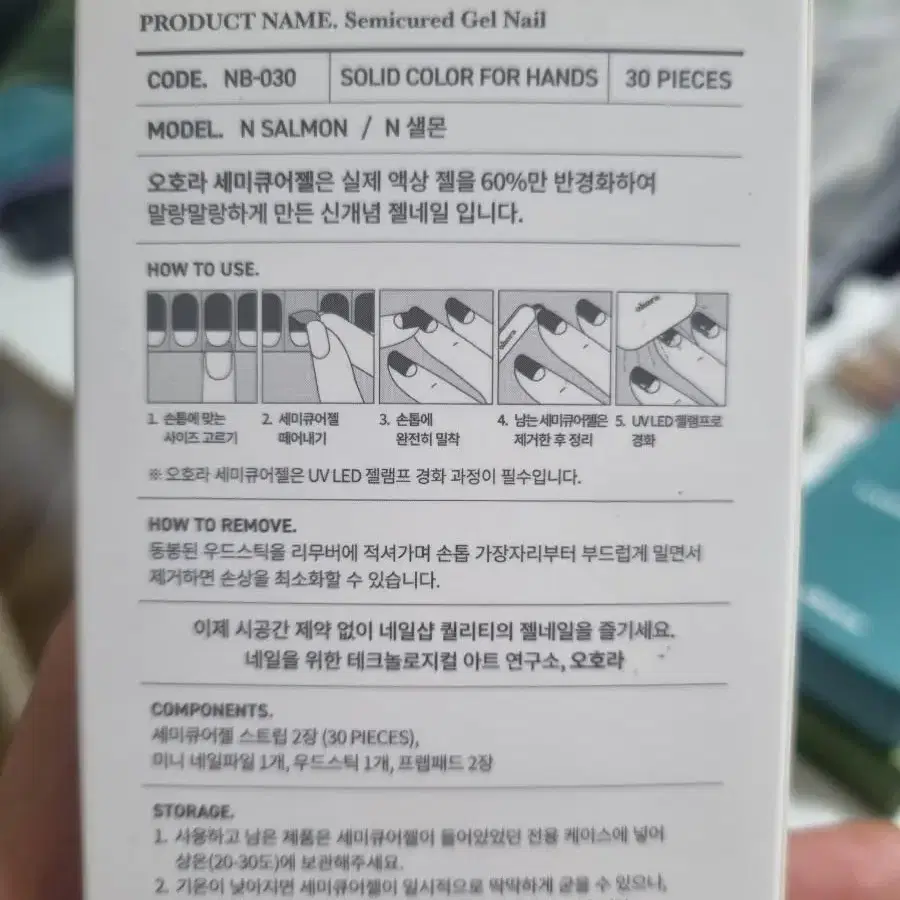 PRODUCT NAME. Semicured Gel Nail
CODE. NB-030
SOLID COLOR FOR HANDS
30 PIECES
MODEL. N SALMON / N 샐몬
오호라 세미큐어젤은 실제 액상 젤을 60%만 반경화하여
말랑말랑하게 만든 신개념 젤네일 입니다.
HOW TO USE.
1. 손톱에 맞는
사이즈 고르기
2. 세미큐어젤
떼어내기
3. 손톱에
완전히 밀착
4. 남는 세미큐어젤은
제거한 후 정리
5. UV LED 젤램프로
경화
※ 오호라 세미큐어젤은 UV LED 젤램프 경화 과정이 필수입니다.
HOW TO REMOVE.
동봉된 우드스틱을 리무버에 적셔가며 손톱 가장자리부터 부드럽게 밀면서
제거하면 손상을 최소화할 수 있습니다.
이제 시공간 제약 없이 네일샵 퀄리티의 젤네일을 즐기세요.
네일을 위한 테크놀로지컬 아트 연구소, 오호라
COMPONENTS.
세미큐어젤 스트립 2장 (30 PIECES),
미니 네일파일 1개, 우드스틱 1개, 프렙패드 2장
STORAGE.
1. 사용하고 남은 제품은 세미큐어젤이 들어있었던 전용 케이스에 넣어
상온(20-30도)에 보관해주세요.
2. 기온이 낮아지면 세미큐어젤이 일시적으로 딱딱하게 굳을 수 있으나,